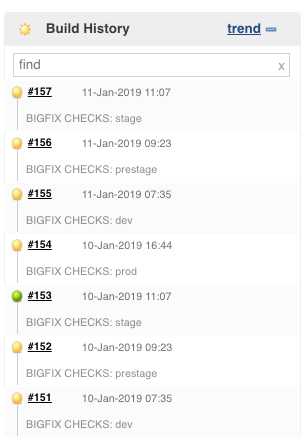 Build History
trend
find
x
#157 11-Jan-2019 11:07
BIGFIX CHECKS: stage
#156 11-Jan-2019 09:23
BIGFIX CHECKS: prestage
#155 11-Jan-2019 07:35
BIGFIX CHECKS: dev
#154 10-Jan-2019 16:44
BIGFIX CHECKS: prod
#153 10-Jan-2019 11:07
BIGFIX CHECKS: stage
#152 10-Jan-2019 09:23
BIGFIX CHECKS: prestage
#151 10-Jan-2019 07:35
BIGFIX CHECKS: dev